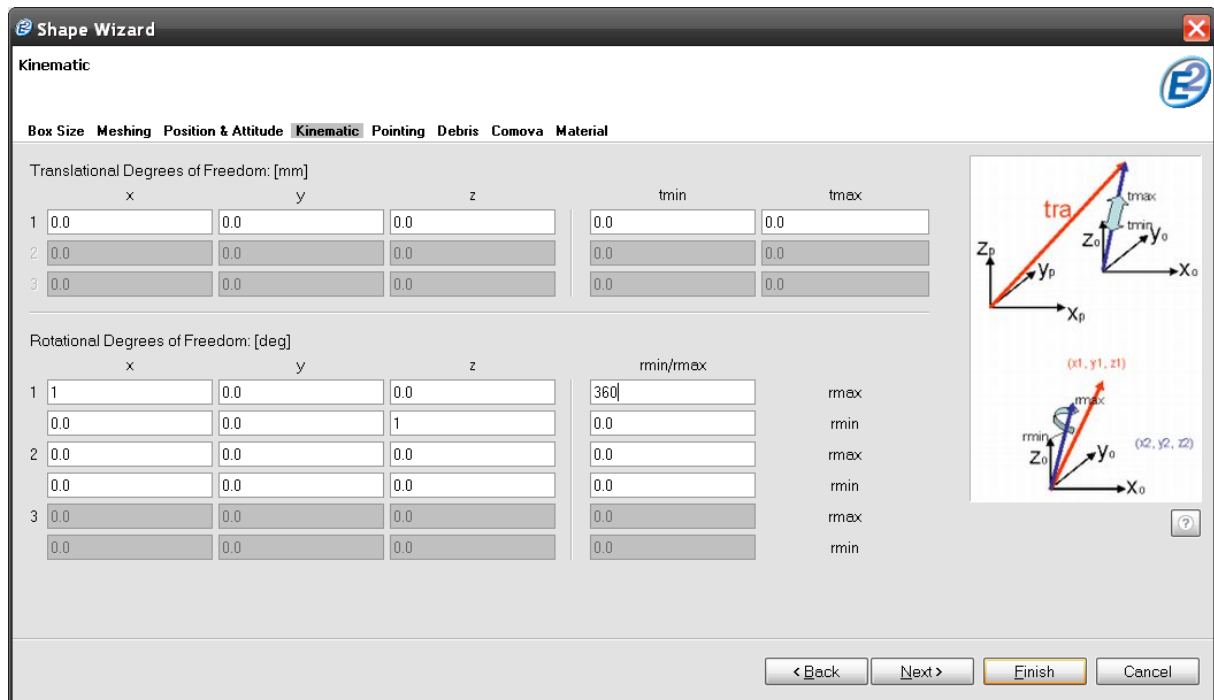 Shape Wizard
Kinematic
Box Size Meshing Position & Attitude Kinematic Pointing Debris Comova Material
Translational Degrees of Freedom: [mm]
x y z tmin tmax
1 0.0 0.0 0.0 0.0 0.0
2 0.0 0.0 0.0 0.0 0.0
3 0.0 0.0 0.0 0.0 0.0
Rotational Degrees of Freedom: [deg]
x y z rmin/rmax
1 1 0.0 0.0 360 rmax
0.0 0.0 1 0.0 rmin
2 0.0 0.0 0.0 0.0 rmax
0.0 0.0 0.0 0.0 rmin
3 0.0 0.0 0.0 0.0 rmax
0.0 0.0 0.0 0.0 rmin
E2
tra tmax
tmin
Zp Zo Yo
Yp Xo
Xp
(x1, y1, z1)
rmax
rmin
(x2, y2, z2)
Zo Yo
Xo
?
< Back Next > Finish Cancel